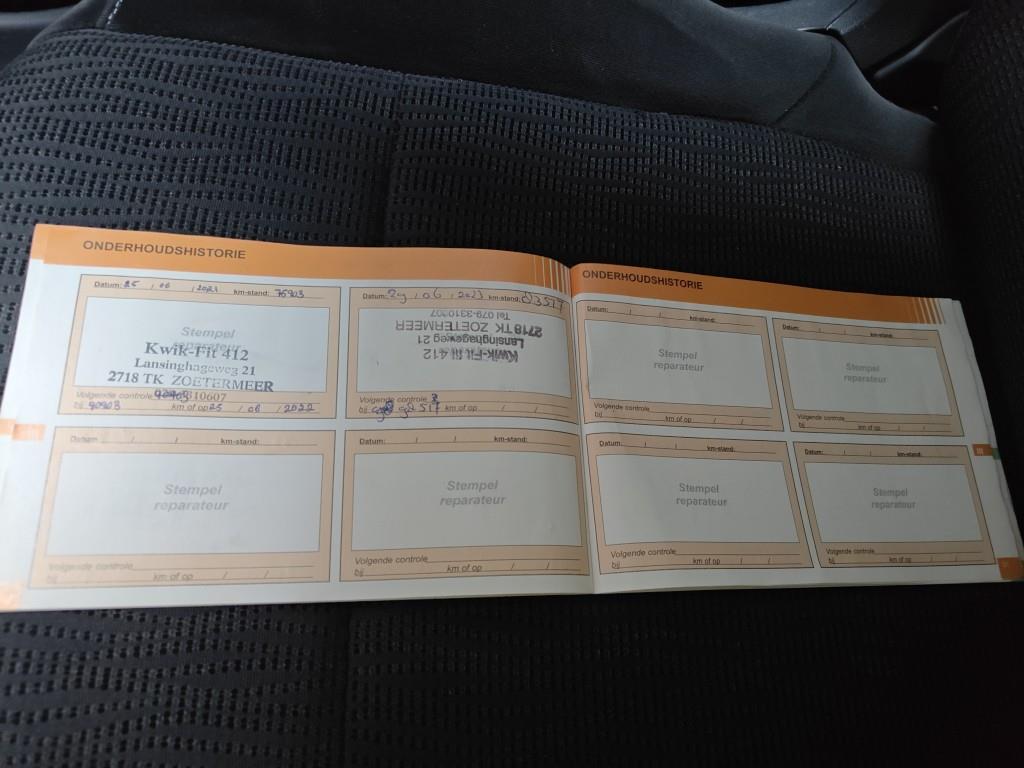 ONDERHOUDSHISTORIE
Datum: 25 / 06 / 2021 km-stand: 75903
Stempel
reparateur
Kwik-Fit 412
Lansinghageweg 21
2718 TK ZOETERMEER
Volgende controle
bij 90903 km of op 25 / 06 / 2022
Datum: 29 / 06 / 2023 km-stand:
Kwik-Fit 412
Lansinghageweg 21
2718 TK ZOETERMEER
Volgende controle
bij km of op / /
Datum: / / km-stand:
Stempel
reparateur
Volgende controle
bij km of op / /
Datum: / / km-stand:
Stempel
reparateur
Volgende controle
bij km of op / /
ONDERHOUDSHISTORIE
Datum: / / km-stand:
Stempel
reparateur
Volgende controle
bij km of op / /
Datum: / / km-stand:
Stempel
reparateur
Volgende controle
bij km of op / /
Datum: / / km-stand:
Stempel
reparateur
Volgende controle
bij km of op / /
Datum: / / km-stand:
Stempel
reparateur
Volgende controle
bij km of op / /